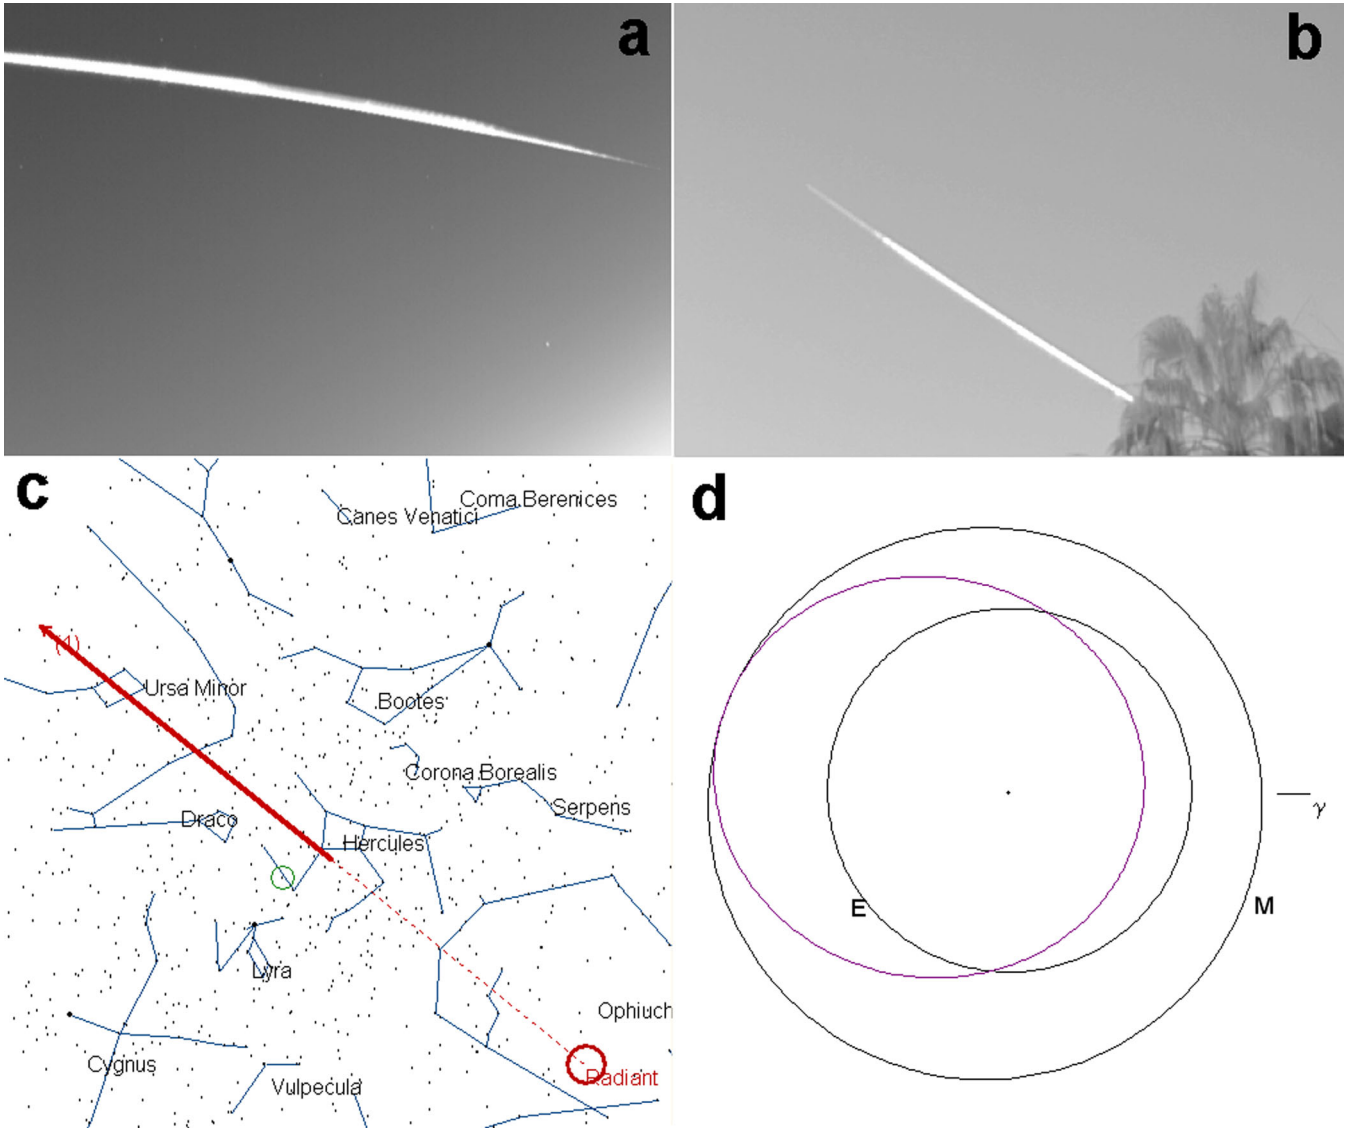 a
b
c
Coma Berenices
Canes Venatici
(1)
Ursa Minor
Bootes
Corona Borealis
Serpens
Draco
Hercules
Lyra
Ophiuch
Cygnus
Vulpecula
Radiant
d
γ
E
M